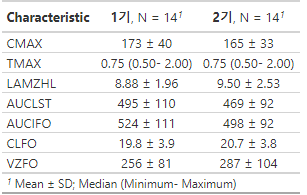 Characteristic 1기, N = 14¹ 2기, N = 14¹
CMAX 173 ± 40 165 ± 33
TMAX 0.75 (0.50- 2.00) 0.75 (0.50- 2.00)
LAMZHL 8.88 ± 1.96 9.50 ± 2.53
AUCLST 495 ± 110 469 ± 92
AUCIFO 524 ± 111 498 ± 92
CLFO 19.8 ± 3.9 20.7 ± 3.8
VZFO 256 ± 81 287 ± 104
¹ Mean ± SD; Median (Minimum- Maximum)